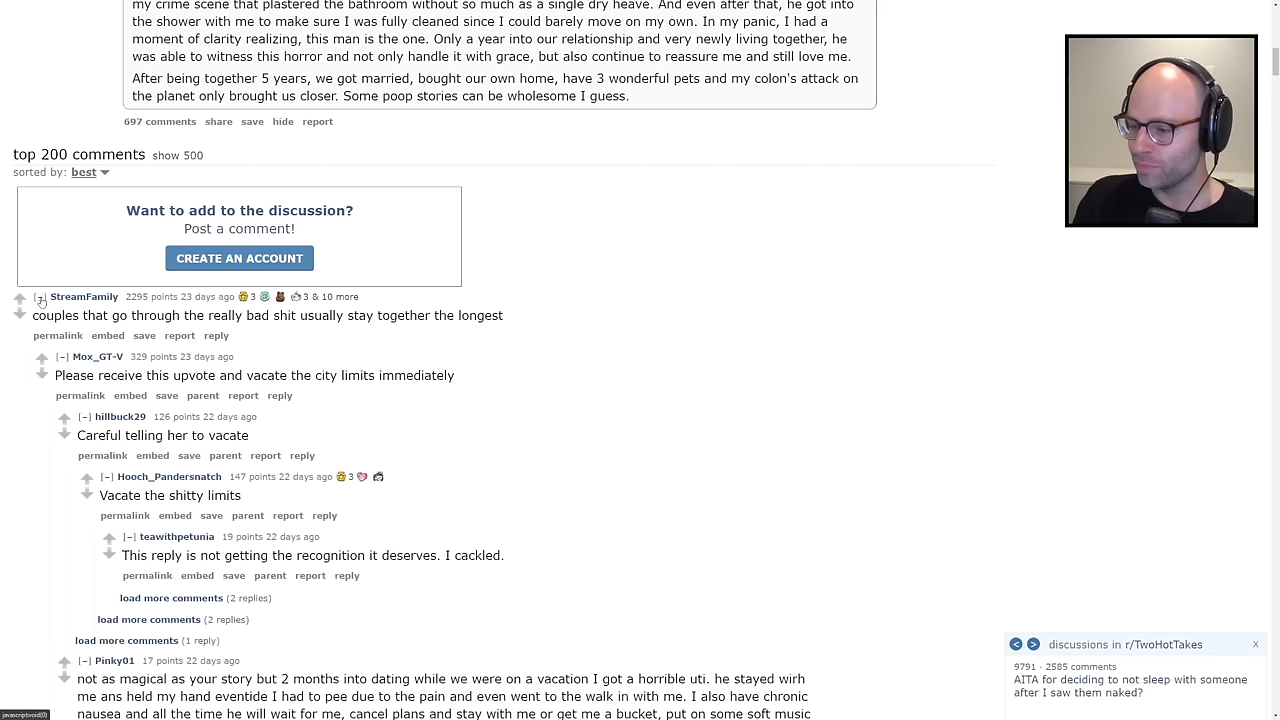 my crime scene that plastered the bathroom without so much as a single dry heave. And even after that, he got into
the shower with me to make sure I was fully cleaned since I could barely move on my own. In my panic, I had a
moment of clarity realizing, this man is the one. Only a year into our relationship and very newly living together, he
was able to witness this horror and not only handle it with grace, but also continue to reassure me and still love me.
After being together 5 years, we got married, bought our own home, have 3 wonderful pets and my colon's attack on
the planet only brought us closer. Some poop stories can be wholesome I guess.
697 comments share save hide report
top 200 comments show 500
sorted by: best
Want to add to the discussion?
Post a comment!
CREATE AN ACCOUNT
[–] StreamFamily 2295 points 23 days ago 3 3 & 10 more
couples that go through the really bad shit usually stay together the longest
permalink embed save report reply
[–] Mox_GT-V 329 points 23 days ago
Please receive this upvote and vacate the city limits immediately
permalink embed save parent report reply
[–] hillbuck29 126 points 22 days ago
Careful telling her to vacate
permalink embed save parent report reply
[–] Hooch_Pandersnatch 147 points 22 days ago 3
Vacate the shitty limits
permalink embed save parent report reply
[–] teawithpetunia 19 points 22 days ago
This reply is not getting the recognition it deserves. I cackled.
permalink embed save parent report reply
load more comments (2 replies)
load more comments (2 replies)
load more comments (1 reply)
[–] Pinky01 17 points 22 days ago
not as magical as your story but 2 months into dating while we were on a vacation I got a horrible uti. he stayed wirh
me ans held my hand eventide I had to pee due to the pain and even went to the walk in with me. I also have chronic
nausea and all the time he will wait for me, cancel plans and stay with me or get me a bucket, put on some soft music
discussions in r/TwoHotTakes X
9791 · 2585 comments
AITA for deciding to not sleep with someone
after I saw them naked?
javascript:void(0)